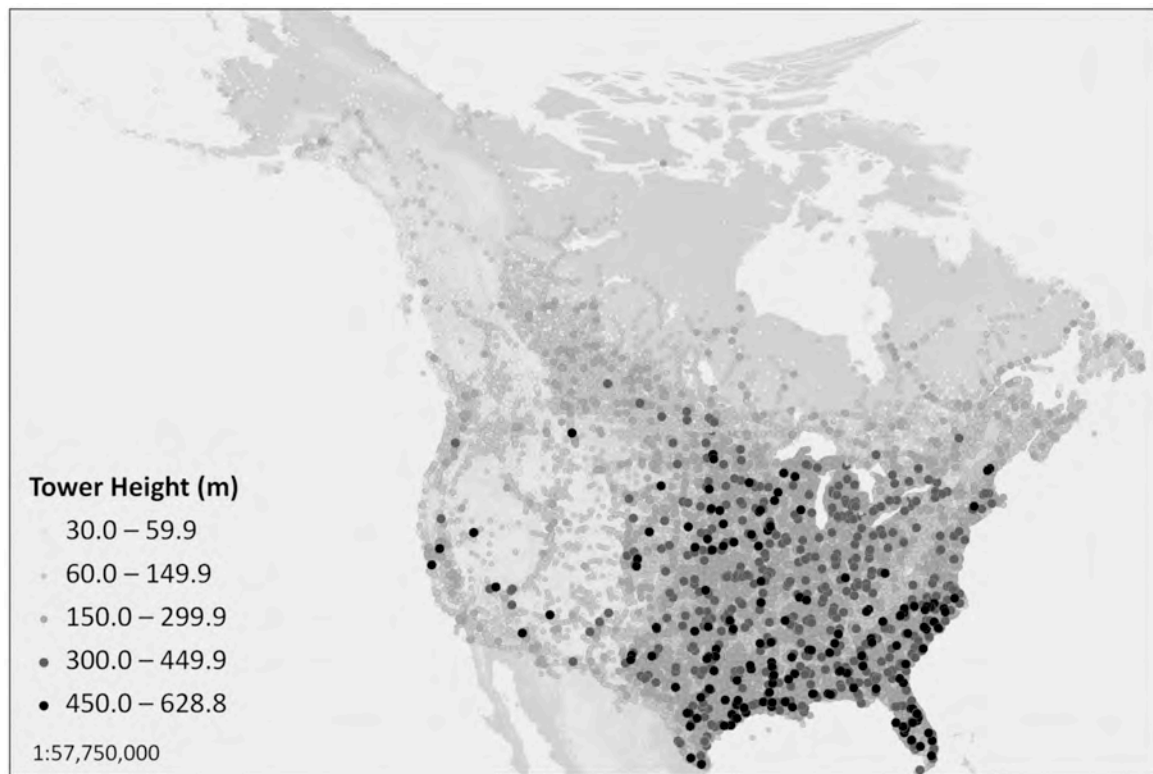 Tower Height (m)
30.0 – 59.9
60.0 – 149.9
150.0 – 299.9
300.0 – 449.9
450.0 – 628.8
1:57,750,000